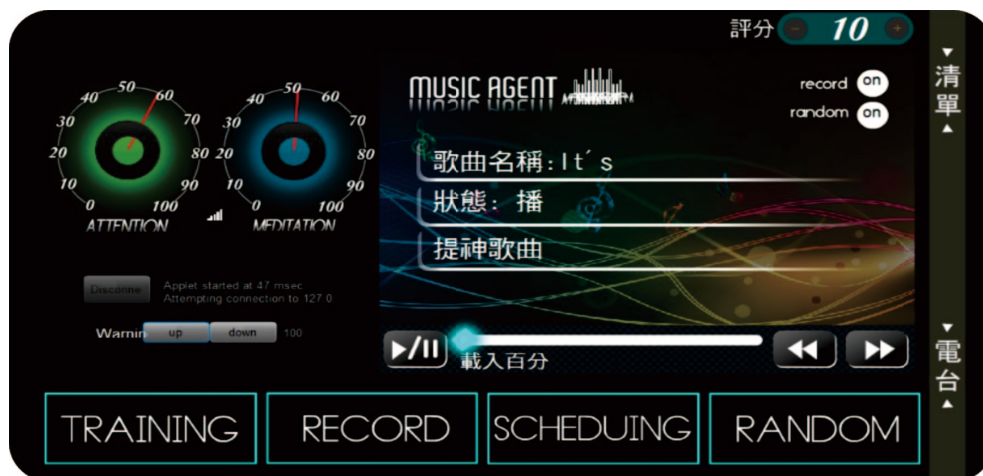 評分 - 10 +
50
40
60
30
70
20
80
10
90
0
100
ATTENTION
50
40
60
30
70
20
80
10
90
0
100
MEDITATION
MUSIC AGENT
record on
random on
歌曲名稱:It´s
狀態: 播
提神歌曲
Disconne
Applet started at 47 msec
Attempting connection to 127.0
Warnin up down 100
載入百分
TRAINING
RECORD
SCHEDUING
RANDOM
清單
電台